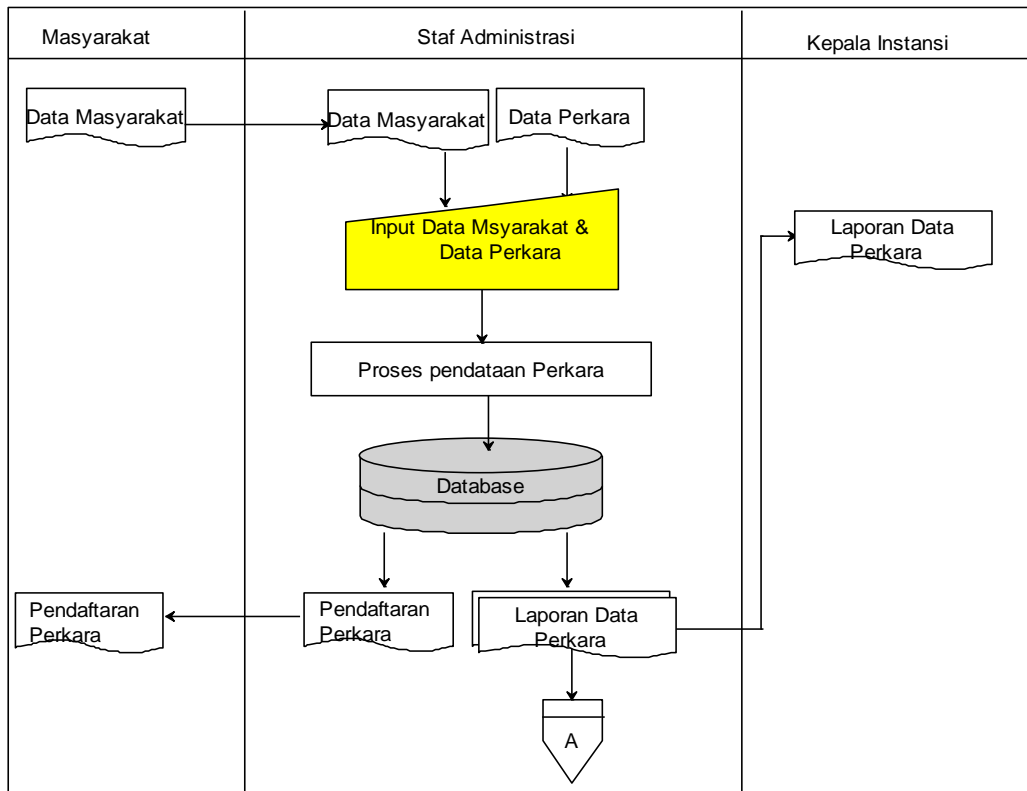 Masyarakat
Staf Administrasi
Kepala Instansi
Data Masyarakat
Data Masyarakat
Data Perkara
Input Data Msyarakat &
Data Perkara
Laporan Data
Perkara
Proses pendataan Perkara
Database
Pendaftaran
Perkara
Pendaftaran
Perkara
Laporan Data
Perkara
A